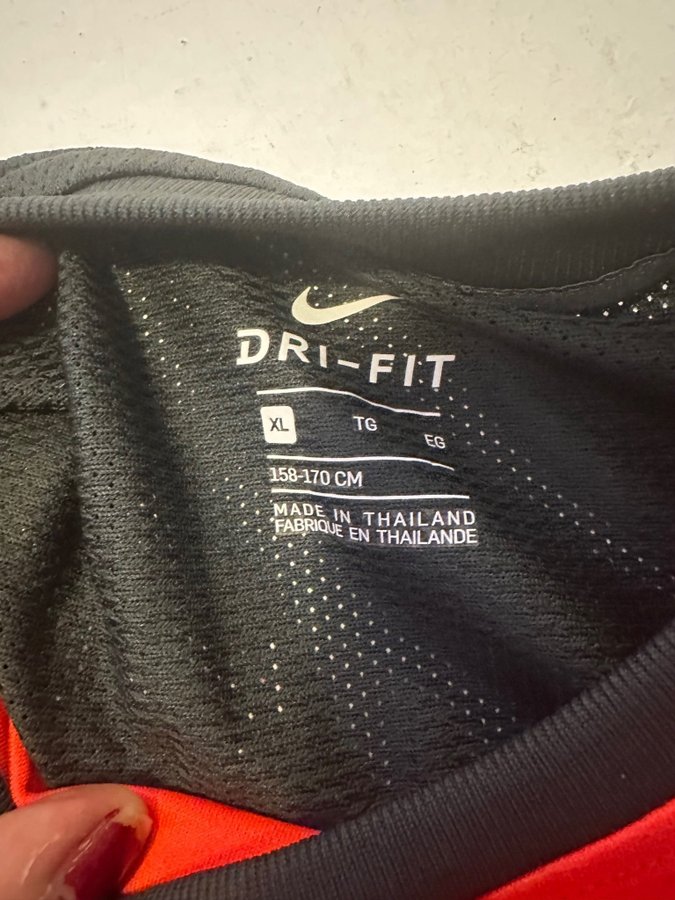 DRI-FIT
XL TG EG
158-170 CM
MADE IN THAILAND
FABRIQUE EN THAILANDE